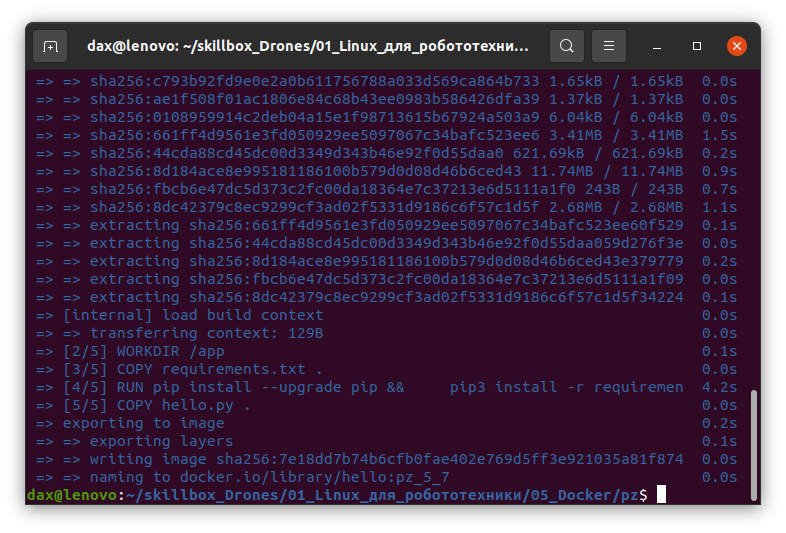 dax@lenovo: ~/skillbox_Drones/01_Linux_для_робототехни...
=> => sha256:c793b92fd9e0e2a0b611756788a033d569ca864b733 1.65kB / 1.65kB 0.0s
=> => sha256:ae1f508f01ac1806e84c68b43ee0983b586426dfa39 1.37kB / 1.37kB 0.0s
=> => sha256:0108959914c2deb04a15e1f98713615b67924a503a9 6.04kB / 6.04kB 0.0s
=> => sha256:661ff4d9561e3fd050929ee5097067c34bafc523ee6 3.41MB / 3.41MB 1.5s
=> => sha256:44cda88cd45dc00d3349d343b46e92f0d55daa0 621.69kB / 621.69kB 0.2s
=> => sha256:8d184ace8e995181186100b579d0d08d46b6ced43 11.74MB / 11.74MB 0.9s
=> => sha256:fbcb6e47dc5d373c2fc00da18364e7c37213e6d5111a1f0 243B / 243B 0.7s
=> => sha256:8dc42379c8ec9299cf3ad02f5331d9186c6f57c1d5f 2.68MB / 2.68MB 1.1s
=> => extracting sha256:661ff4d9561e3fd050929ee5097067c34bafc523ee60f529 0.1s
=> => extracting sha256:44cda88cd45dc00d3349d343b46e92f0d55daa059d276f3e 0.0s
=> => extracting sha256:8d184ace8e995181186100b579d0d08d46b6ced43e379779 0.2s
=> => extracting sha256:fbcb6e47dc5d373c2fc00da18364e7c37213e6d5111a1f09 0.0s
=> => extracting sha256:8dc42379c8ec9299cf3ad02f5331d9186c6f57c1d5f34224 0.1s
=> [internal] load build context 0.0s
=> => transferring context: 129B 0.0s
=> [2/5] WORKDIR /app 0.1s
=> [3/5] COPY requirements.txt . 0.0s
=> [4/5] RUN pip install --upgrade pip && pip3 install -r requiremen 4.2s
=> [5/5] COPY hello.py . 0.0s
=> exporting to image 0.2s
=> => exporting layers 0.1s
=> => writing image sha256:7e18dd7b74b6cfb0fae402e769d5ff3e921035a81f874 0.0s
=> => naming to docker.io/library/hello:pz_5_7 0.0s
dax@lenovo:~/skillbox_Drones/01_Linux_для_робототехники/05_Docker/pz$